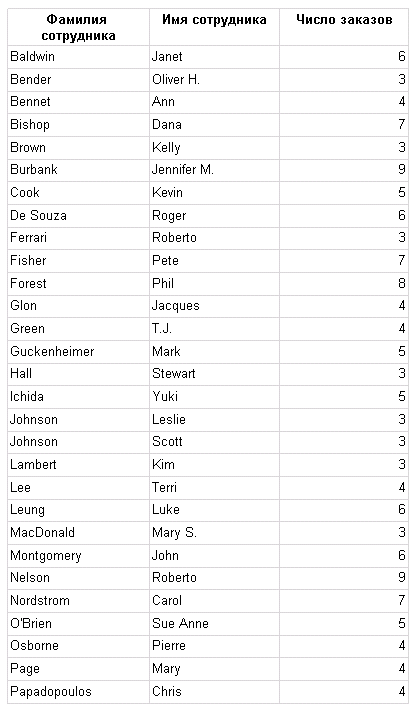 Фамилия сотрудника Имя сотрудника Число заказов
Baldwin Janet 6
Bender Oliver H. 3
Bennet Ann 4
Bishop Dana 7
Brown Kelly 3
Burbank Jennifer M. 9
Cook Kevin 5
De Souza Roger 6
Ferrari Roberto 3
Fisher Pete 7
Forest Phil 8
Glon Jacques 4
Green T.J. 4
Guckenheimer Mark 5
Hall Stewart 3
Ichida Yuki 5
Johnson Leslie 3
Johnson Scott 3
Lambert Kim 3
Lee Terri 4
Leung Luke 6
MacDonald Mary S. 3
Montgomery John 6
Nelson Roberto 9
Nordstrom Carol 7
O'Brien Sue Anne 5
Osborne Pierre 4
Page Mary 4
Papadopoulos Chris 4